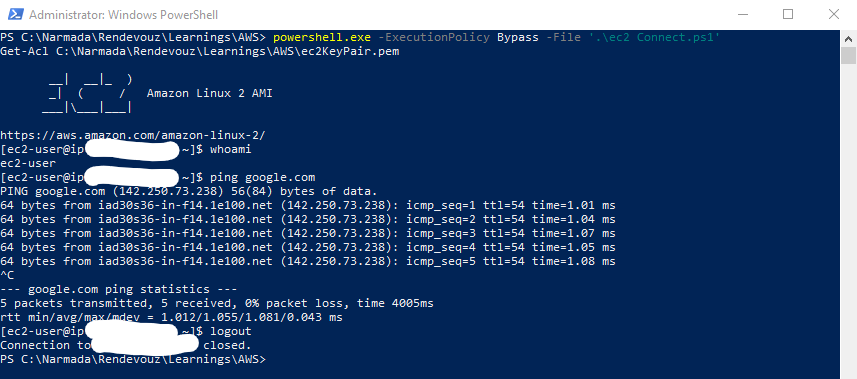 Administrator: Windows PowerShell
PS C:\Narmada\Rendevouz\Learnings\AWS> powershell.exe -ExecutionPolicy Bypass -File '.\ec2 Connect.ps1'
Get-Acl C:\Narmada\Rendevouz\Learnings\AWS\ec2KeyPair.pem
__|  __|_  )
_|  (     /   Amazon Linux 2 AMI
___|\___|___|
https://aws.amazon.com/amazon-linux-2/
[ec2-user@ip ~]$ whoami
ec2-user
[ec2-user@ip ~]$ ping google.com
PING google.com (142.250.73.238) 56(84) bytes of data.
64 bytes from iad30s36-in-f14.1e100.net (142.250.73.238): icmp_seq=1 ttl=54 time=1.01 ms
64 bytes from iad30s36-in-f14.1e100.net (142.250.73.238): icmp_seq=2 ttl=54 time=1.04 ms
64 bytes from iad30s36-in-f14.1e100.net (142.250.73.238): icmp_seq=3 ttl=54 time=1.07 ms
64 bytes from iad30s36-in-f14.1e100.net (142.250.73.238): icmp_seq=4 ttl=54 time=1.05 ms
64 bytes from iad30s36-in-f14.1e100.net (142.250.73.238): icmp_seq=5 ttl=54 time=1.08 ms
^C
--- google.com ping statistics ---
5 packets transmitted, 5 received, 0% packet loss, time 4005ms
rtt min/avg/max/mdev = 1.012/1.055/1.081/0.043 ms
[ec2-user@ip ~]$ logout
Connection to closed.
PS C:\Narmada\Rendevouz\Learnings\AWS>